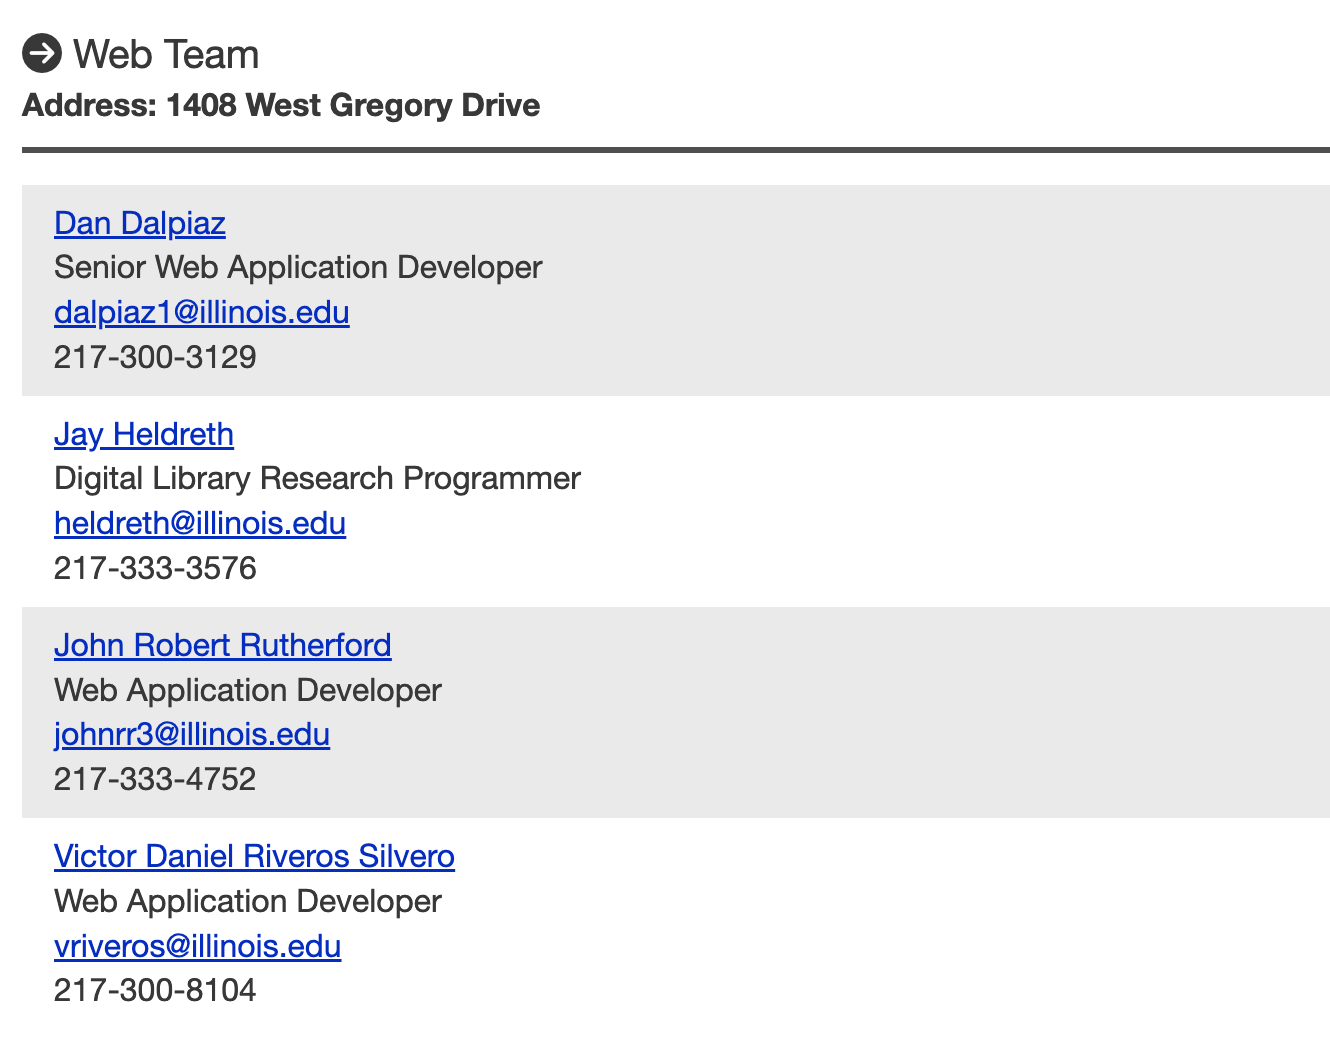 Web Team
Address: 1408 West Gregory Drive
Dan Dalpiaz
Senior Web Application Developer
dalpiaz1@illinois.edu
217-300-3129
Jay Heldreth
Digital Library Research Programmer
heldreth@illinois.edu
217-333-3576
John Robert Rutherford
Web Application Developer
johnrr3@illinois.edu
217-333-4752
Victor Daniel Riveros Silvero
Web Application Developer
vriveros@illinois.edu
217-300-8104